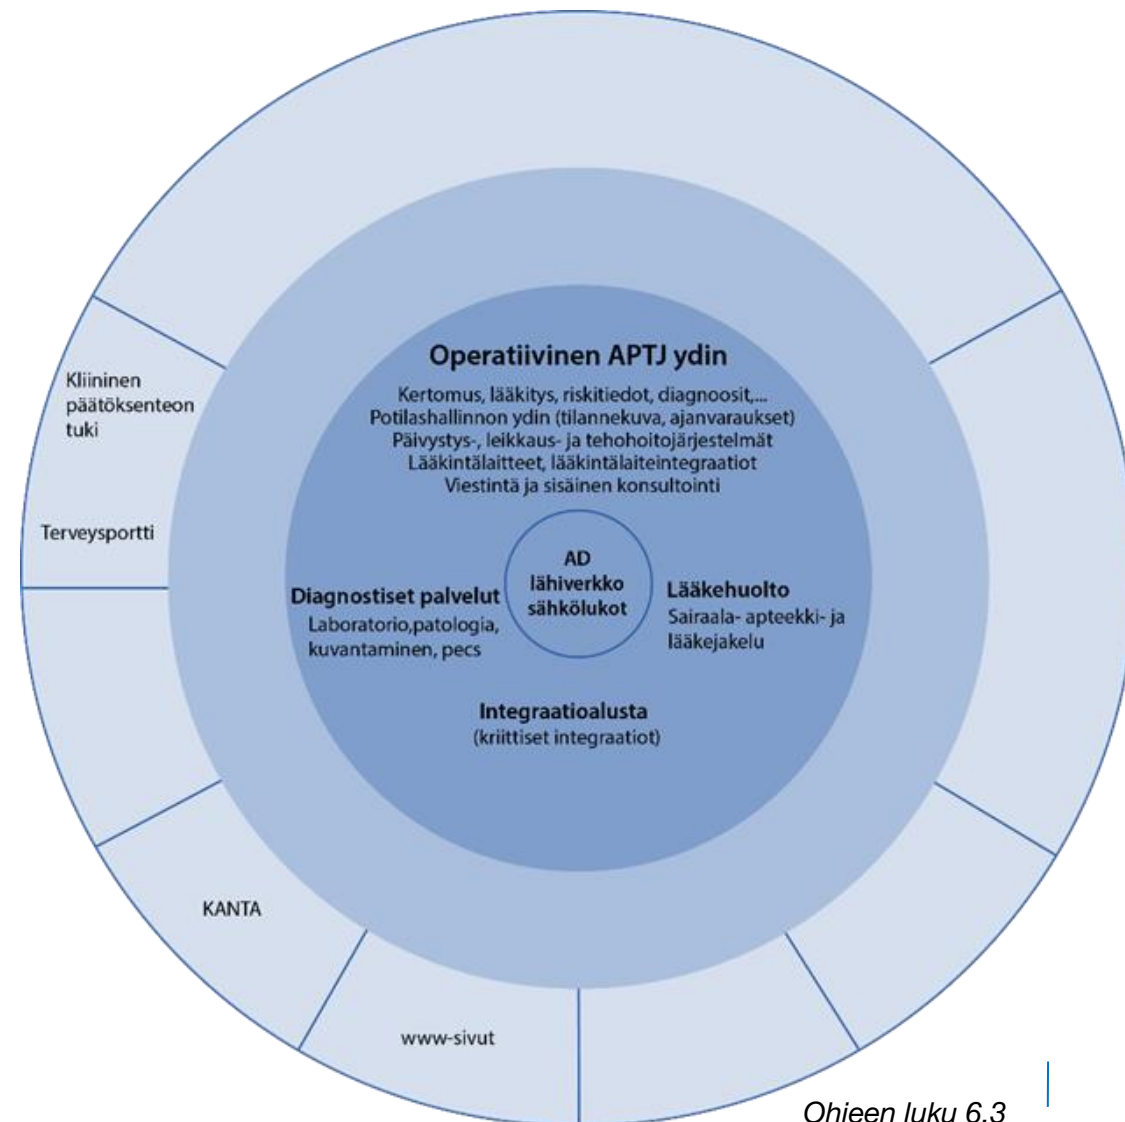 Operatiivinen APTJ ydin
Kertomus, lääkitys, riskitiedot, diagnoosit,...
Potilashallinnon ydin (tilannekuva, ajanvaraukset)
Päivystys-, leikkaus- ja tehohoitojärjestelmät
Lääkintälaitteet, lääkintälaiteintegraatiot
Viestintä ja sisäinen konsultointi
Kliininen
päätöksenteon
tuki
Terveysportti
AD
lähiverkko
sähkölukot
Diagnostiset palvelut
Laboratorio,patologia,
kuvantaminen, pecs
Lääkehuolto
Sairaala- apteekki- ja
lääkejakelu
Integraatioalusta
(kriittiset integraatiot)
KANTA
www-sivut
Ohjeen luku 6.3